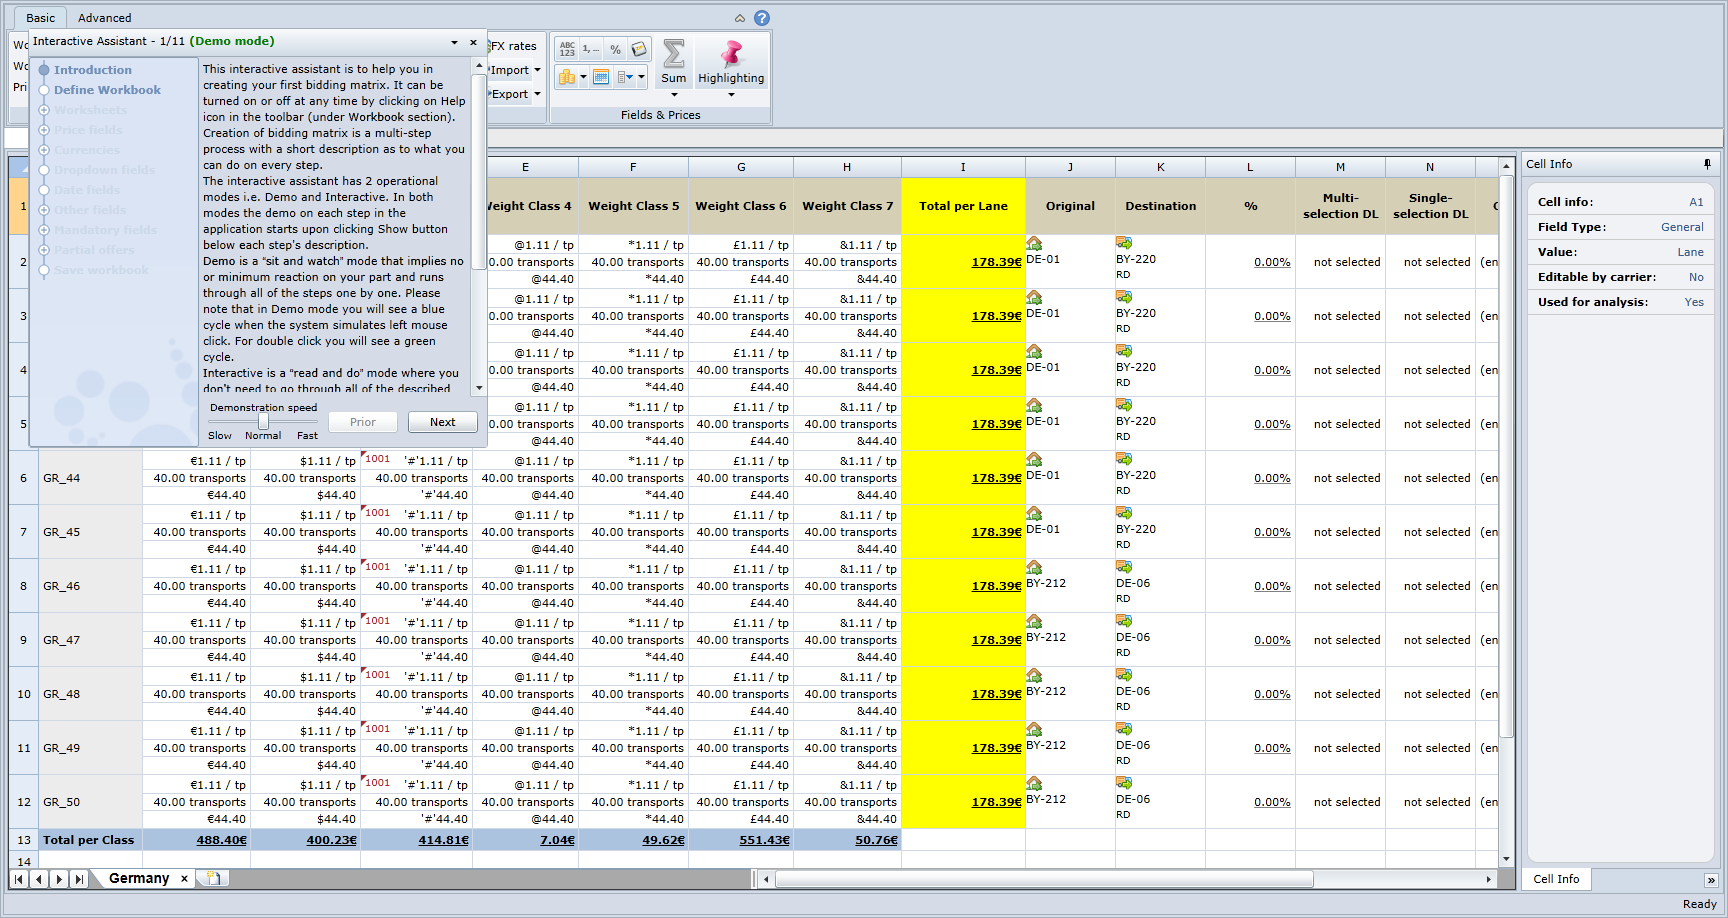 Basic
Advanced
Interactive Assistant - 1/11 (Demo mode)
Introduction
Define Workbook
Worksheets
Price fields
Currencies
Dropdown fields
Date fields
Other fields
Mandatory fields
Partial offers
Save workbook
This interactive assistant is to help you in
creating your first bidding matrix. It can be
turned on or off at any time by clicking on Help
icon in the toolbar (under Workbook section).
Creation of bidding matrix is a multi-step
process with a short description as to what you
can do on every step.
The interactive assistant has 2 operational
modes i.e. Demo and Interactive. In both
modes the demo on each step in the
application starts upon clicking Show button
below each step's description.
Demo is a "sit and watch" mode that implies no
or minimum reaction on your part and runs
through all of the steps one by one. Please
note that in Demo mode you will see a blue
cycle when the system simulates left mouse
click. For double click you will see a green
cycle.
Interactive is a "read and do" mode where you
don't need to go through all of the described
Demonstration speed
Slow Normal Fast
Prior
Next
FX rates
Import
Export
ABC 123
1, ...
%
Sum
Highlighting
Fields & Prices
E F G H I J K L M N
1 Weight Class 4 Weight Class 5 Weight Class 6 Weight Class 7 Total per Lane Original Destination % Multi-selection DL Single-selection DL
@1.11 / tp *1.11 / tp £1.11 / tp &1.11 / tp
2 40.00 transports 40.00 transports 40.00 transports 178.39€ DE-01 BY-220 RD 0.00% not selected not selected (en
@44.40 *44.40 £44.40 &44.40
@1.11 / tp *1.11 / tp £1.11 / tp &1.11 / tp
3 40.00 transports 40.00 transports 40.00 transports 178.39€ DE-01 BY-220 RD 0.00% not selected not selected (en
@44.40 *44.40 £44.40 &44.40
@1.11 / tp *1.11 / tp £1.11 / tp &1.11 / tp
4 40.00 transports 40.00 transports 40.00 transports 178.39€ DE-01 BY-220 RD 0.00% not selected not selected (en
@44.40 *44.40 £44.40 &44.40
@1.11 / tp *1.11 / tp £1.11 / tp &1.11 / tp
5 40.00 transports 40.00 transports 40.00 transports 178.39€ DE-01 BY-220 RD 0.00% not selected not selected (en
@44.40 *44.40 £44.40 &44.40
€1.11 / tp $1.11 / tp 1001 '#'1.11 / tp @1.11 / tp *1.11 / tp £1.11 / tp &1.11 / tp
6 GR_44 40.00 transports 40.00 transports 40.00 transports 40.00 transports 40.00 transports 40.00 transports 40.00 transports 178.39€ DE-01 BY-220 RD 0.00% not selected not selected (en
€44.40 $44.40 '#'44.40 @44.40 *44.40 £44.40 &44.40
€1.11 / tp $1.11 / tp 1001 '#'1.11 / tp @1.11 / tp *1.11 / tp £1.11 / tp &1.11 / tp
7 GR_45 40.00 transports 40.00 transports 40.00 transports 40.00 transports 40.00 transports 40.00 transports 40.00 transports 178.39€ DE-01 BY-220 RD 0.00% not selected not selected (en
€44.40 $44.40 '#'44.40 @44.40 *44.40 £44.40 &44.40
€1.11 / tp $1.11 / tp 1001 '#'1.11 / tp @1.11 / tp *1.11 / tp £1.11 / tp &1.11 / tp
8 GR_46 40.00 transports 40.00 transports 40.00 transports 40.00 transports 40.00 transports 40.00 transports 40.00 transports 178.39€ BY-212 DE-06 RD 0.00% not selected not selected (en
€44.40 $44.40 '#'44.40 @44.40 *44.40 £44.40 &44.40
€1.11 / tp $1.11 / tp 1001 '#'1.11 / tp @1.11 / tp *1.11 / tp £1.11 / tp &1.11 / tp
9 GR_47 40.00 transports 40.00 transports 40.00 transports 40.00 transports 40.00 transports 40.00 transports 40.00 transports 178.39€ BY-212 DE-06 RD 0.00% not selected not selected (en
€44.40 $44.40 '#'44.40 @44.40 *44.40 £44.40 &44.40
€1.11 / tp $1.11 / tp 1001 '#'1.11 / tp @1.11 / tp *1.11 / tp £1.11 / tp &1.11 / tp
10 GR_48 40.00 transports 40.00 transports 40.00 transports 40.00 transports 40.00 transports 40.00 transports 40.00 transports 178.39€ BY-212 DE-06 RD 0.00% not selected not selected (en
€44.40 $44.40 '#'44.40 @44.40 *44.40 £44.40 &44.40
€1.11 / tp $1.11 / tp 1001 '#'1.11 / tp @1.11 / tp *1.11 / tp £1.11 / tp &1.11 / tp
11 GR_49 40.00 transports 40.00 transports 40.00 transports 40.00 transports 40.00 transports 40.00 transports 40.00 transports 178.39€ BY-212 DE-06 RD 0.00% not selected not selected (en
€44.40 $44.40 '#'44.40 @44.40 *44.40 £44.40 &44.40
€1.11 / tp $1.11 / tp 1001 '#'1.11 / tp @1.11 / tp *1.11 / tp £1.11 / tp &1.11 / tp
12 GR_50 40.00 transports 40.00 transports 40.00 transports 40.00 transports 40.00 transports 40.00 transports 40.00 transports 178.39€ BY-212 DE-06 RD 0.00% not selected not selected (en
€44.40 $44.40 '#'44.40 @44.40 *44.40 £44.40 &44.40
13 Total per Class 488.40€ 400.23€ 414.81€ 7.04€ 49.62€ 551.43€ 50.76€
14
Germany
Cell Info
Cell info: A1
Field Type: General
Value: Lane
Editable by carrier: No
Used for analysis: Yes
Cell Info
Ready